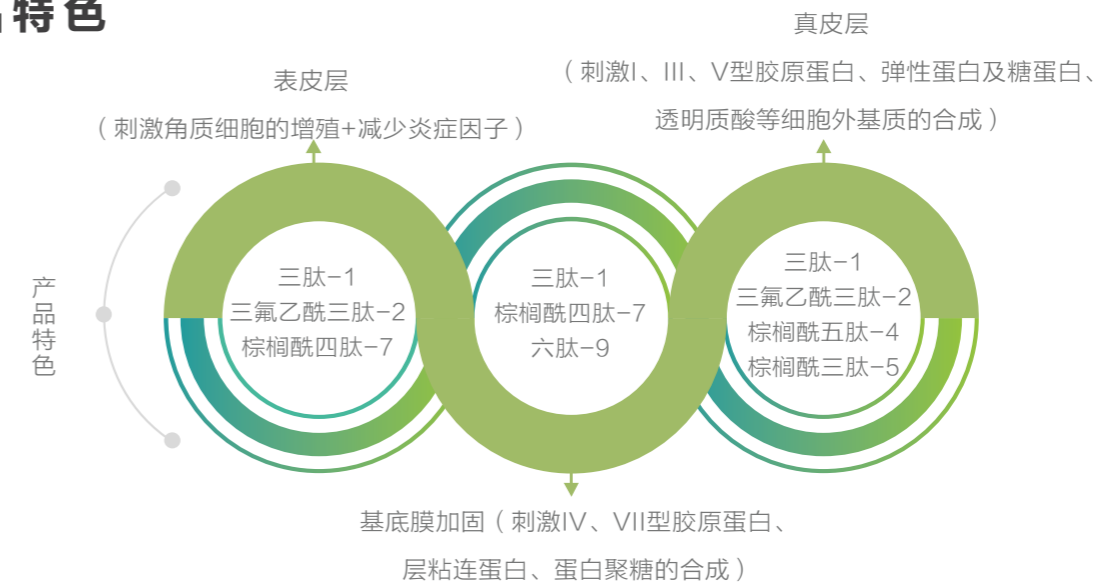 特色
真皮层
（刺激I、III、V型胶原蛋白、弹性蛋白及糖蛋白、
透明质酸等细胞外基质的合成）
表皮层
（刺激角质细胞的增殖+减少炎症因子）
产品特色
三肽-1
三氟乙酰三肽-2
棕榈酰四肽-7
三肽-1
棕榈酰四肽-7
六肽-9
三肽-1
三氟乙酰三肽-2
棕榈酰五肽-4
棕榈酰三肽-5
基底膜加固（刺激IV、VII型胶原蛋白、
层粘连蛋白、蛋白聚糖的合成）